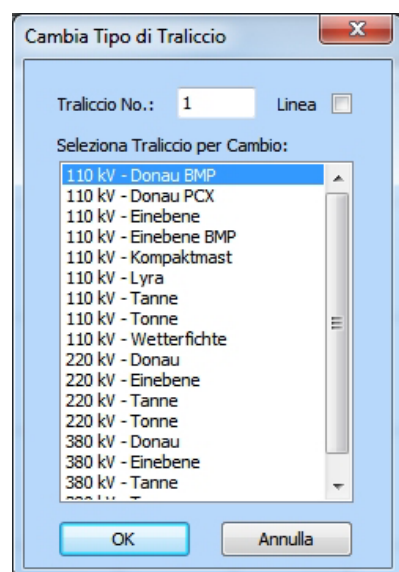 Cambia Tipo di Traliccio
Traliccio No.: 1 Linea
Seleziona Traliccio per Cambio:
110 kV - Donau BMP
110 kV - Donau PCX
110 kV - Einebene
110 kV - Einebene BMP
110 kV - Kompaktmast
110 kV - Lyra
110 kV - Tanne
110 kV - Tonne
110 kV - Wetterfichte
220 kV - Donau
220 kV - Einebene
220 kV - Tanne
220 kV - Tonne
380 kV - Donau
380 kV - Einebene
380 kV - Tanne
OK Annulla